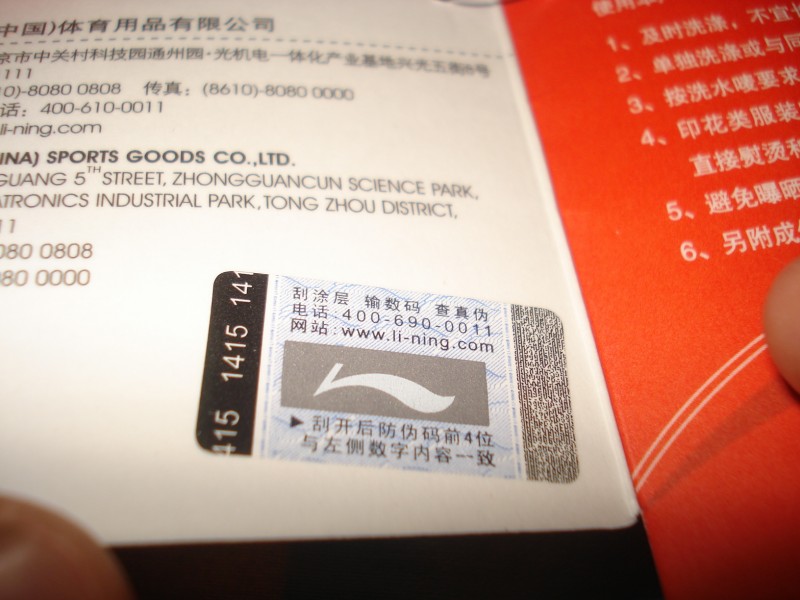 中国)体育用品有限公司
京市中关村科技园通州园·光机电一体化产业基地兴光五街8号
1111
10)-8080 0808 传真: (8610)-8080 0000
话: 400-610-0011
li-ning.com
INA) SPORTS GOODS CO.,LTD.
GUANG 5TH STREET, ZHONGGUANCUN SCIENCE PARK,
ATRONICS INDUSTRIAL PARK, TONG ZHOU DISTRICT,
11
080 0808
080 0000
415 1415 141
刮涂层 输数码 查真伪
电话:400-690-0011
网站:www.li-ning.com
▶刮开后防伪码前4位
与左侧数字内容一致
1、及时洗涤，不宜长
2、单独洗涤或与同
3、按洗水唛要求
4、印花类服装
直接熨烫和
5、避免曝晒
6、另附成